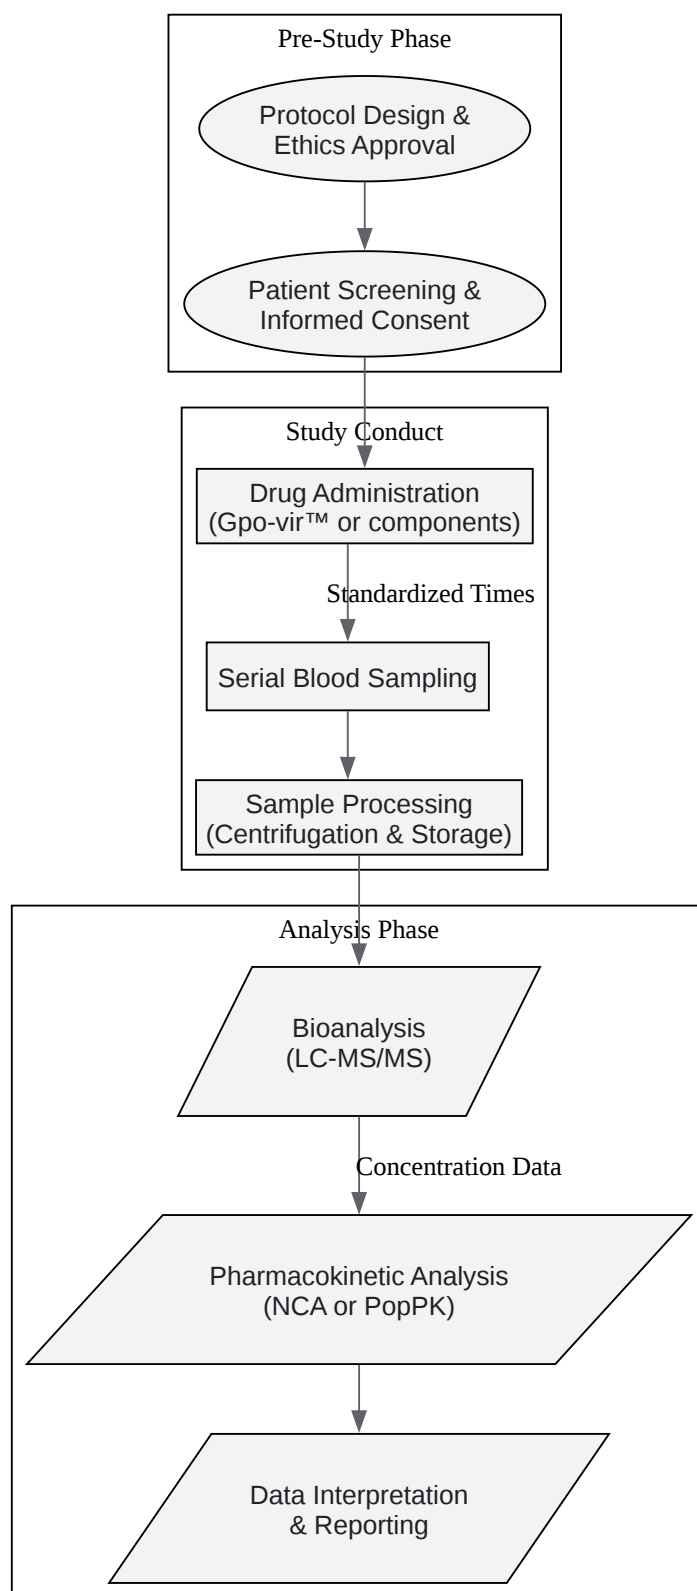 Pre-Study Phase
Protocol Design &
Ethics Approval
Patient Screening &
Informed Consent
Study Conduct
Drug Administration
(Gpo-vir™ or components)
Standardized Times
Serial Blood Sampling
Sample Processing
(Centrifugation & Storage)
Analysis Phase
Bioanalysis
(LC-MS/MS)
Concentration Data
Pharmacokinetic Analysis
(NCA or PopPK)
Data Interpretation
& Reporting